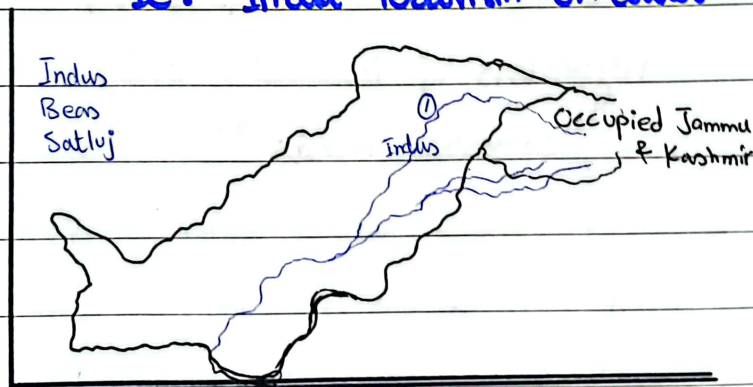 Indus
Beas
Satluj
①
Indus
Occupied Jammu
& Kashmir